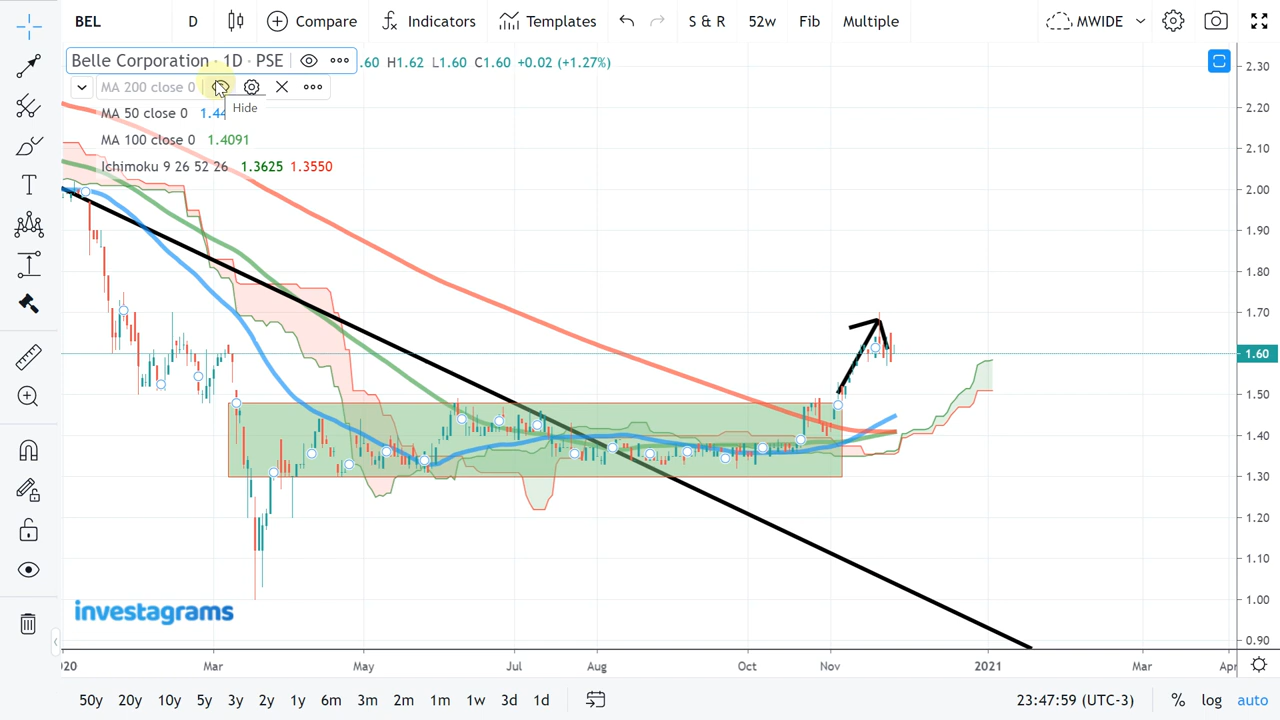 BEL D Compare Indicators Templates S & R 52w Fib Multiple MWIDE
Belle Corporation · 1D · PSE .60 H1.62 L1.60 C1.60 +0.02 (+1.27%)
MA 200 close 0
Hide
MA 50 close 0 1.44
MA 100 close 0 1.4091
Ichimoku 9 26 52 26 1.3625 1.3550
2.30
2.20
2.10
2.00
1.90
1.80
1.70
1.60
1.50
1.40
1.30
1.20
1.10
1.00
0.90
investagrams
020 Mar May Jul Aug Oct Nov 2021 Mar Apr
50y 20y 10y 5y 3y 2y 1y 6m 3m 2m 1m 1w 3d 1d 23:47:59 (UTC-3) % log auto